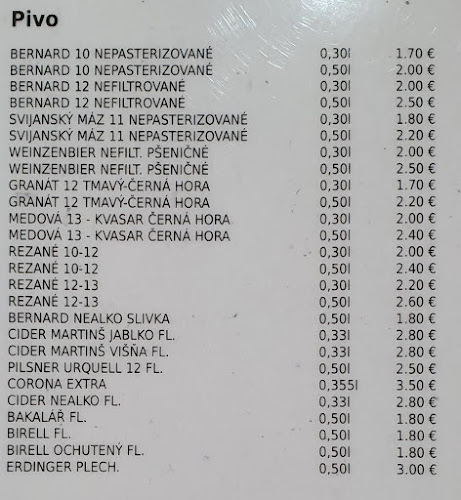 Pivo
BERNARD 10 NEPASTERIZOVANÉ 0,30l 1.70 €
BERNARD 10 NEPASTERIZOVANÉ 0,50l 2.00 €
BERNARD 12 NEFILTROVANÉ 0,30l 2.00 €
BERNARD 12 NEFILTROVANÉ 0,50l 2.50 €
SVIJANSKÝ MÁZ 11 NEPASTERIZOVANÉ 0,30l 1.80 €
SVIJANSKÝ MÁZ 11 NEPASTERIZOVANÉ 0,50l 2.20 €
WEINZENBIER NEFILT. PŠENIČNÉ 0,30l 2.00 €
WEINZENBIER NEFILT. PŠENIČNÉ 0,50l 2.50 €
GRANÁT 12 TMAVÝ-ČERNÁ HORA 0,30l 1.70 €
GRANÁT 12 TMAVÝ-ČERNÁ HORA 0,50l 2.20 €
MEDOVÁ 13 - KVASAR ČERNÁ HORA 0,30l 2.00 €
MEDOVÁ 13 - KVASAR ČERNÁ HORA 0,50l 2.40 €
REZANÉ 10-12 0,30l 2.00 €
REZANÉ 10-12 0,50l 2.40 €
REZANÉ 12-13 0,30l 2.20 €
REZANÉ 12-13 0,50l 2.60 €
BERNARD NEALKO SLIVKA 0,50l 1.80 €
CIDER MARTINŠ JABLKO FL. 0,33l 2.80 €
CIDER MARTINŠ VIŠŇA FL. 0,33l 2.80 €
PILSNER URQUELL 12 FL. 0,50l 2.50 €
CORONA EXTRA 0,355l 3.50 €
CIDER NEALKO FL. 0,33l 2.80 €
BAKALÁŘ FL. 0,50l 1.80 €
BIRELL FL. 0,50l 1.80 €
BIRELL OCHUTENÝ FL. 0,50l 1.80 €
ERDINGER PLECH. 0,50l 3.00 €